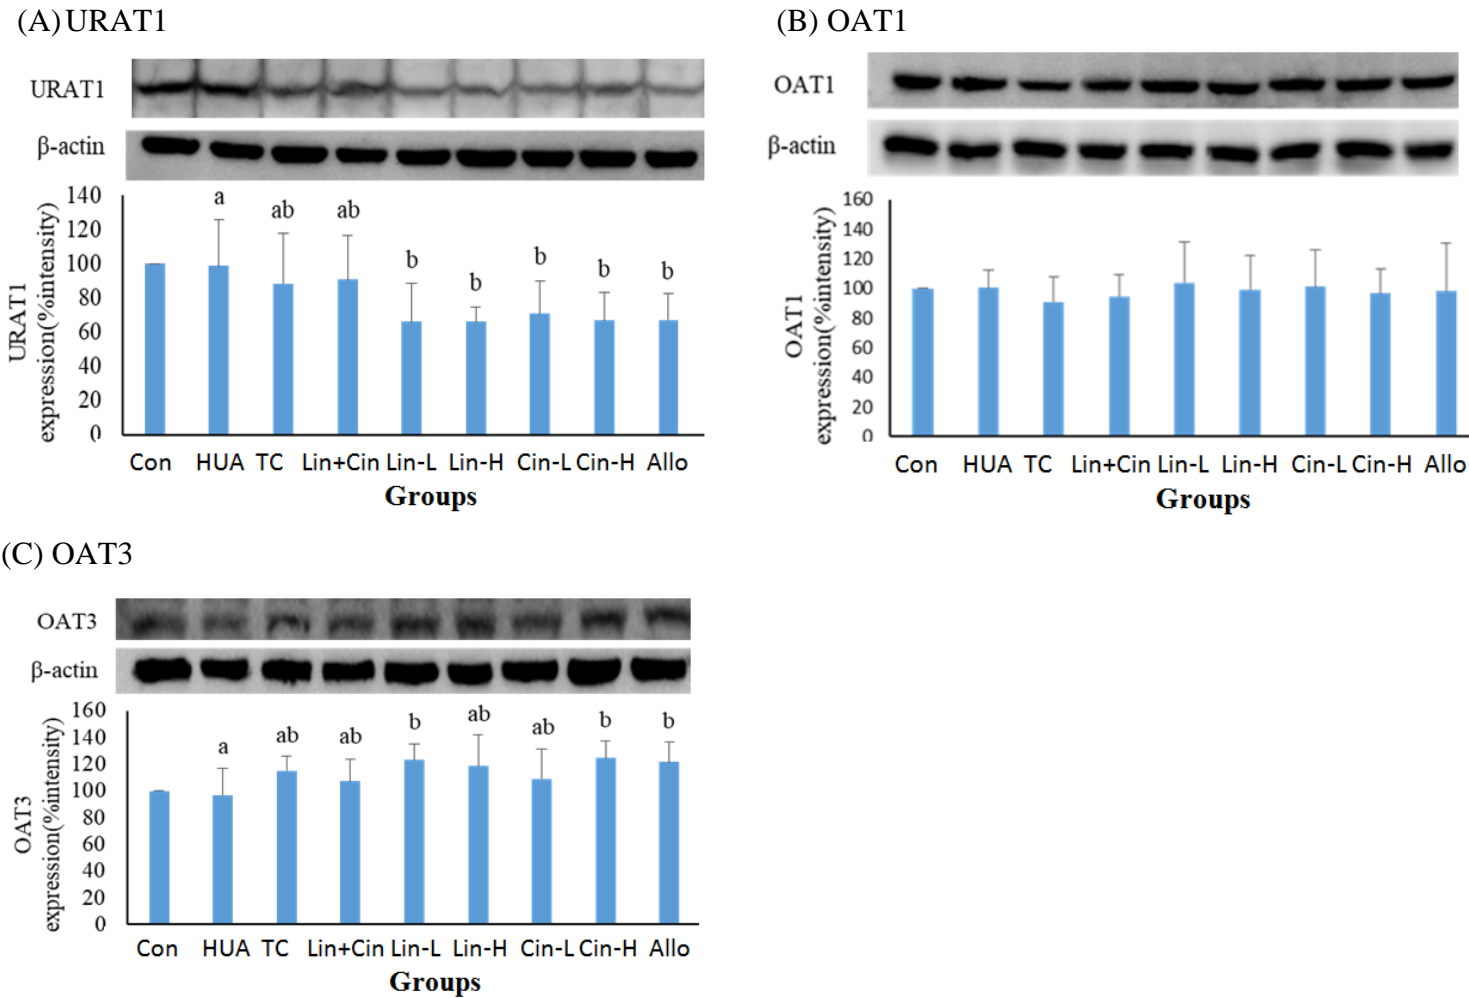 (A) URAT1
URAT1
β-actin
140
120
100
80
60
40
20
0
URAT1
expression(%intensity)
a
ab
ab
b
b
b
b
b
Con HUA TC Lin+Cin Lin-L Lin-H Cin-L Cin-H Allo
Groups
(B) OAT1
OAT1
β-actin
160
140
120
100
80
60
40
20
0
OAT1
expression(%intensity)
Con HUA TC Lin+Cin Lin-L Lin-H Cin-L Cin-H Allo
Groups
(C) OAT3
OAT3
β-actin
160
140
120
100
80
60
40
20
0
OAT3
expression(%intensity)
a
ab
ab
b
ab
ab
b
b
Con HUA TC Lin+Cin Lin-L Lin-H Cin-L Cin-H Allo
Groups